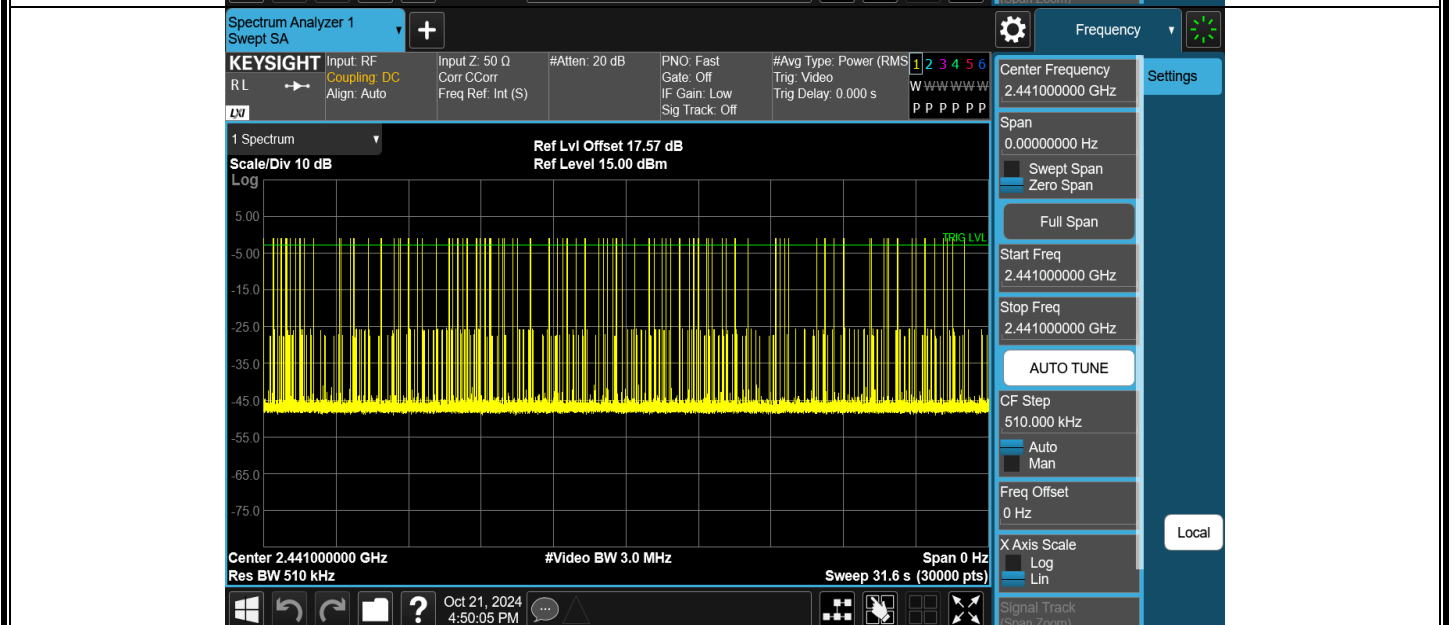 Spectrum Analyzer 1
Swept SA
+
Frequency
KEYSIGHT
Input: RF
Coupling: DC
Align: Auto
Input Z: 50 Ω
Corr CCorr
Freq Ref: Int (S)
#Atten: 20 dB
PNO: Fast
Gate: Off
IF Gain: Low
Sig Track: Off
#Avg Type: Power (RMS
Trig: Video
Trig Delay: 0.000 s
1 2 3 4 5 6
W W W W W W
P P P P P P
R L
LXI
1 Spectrum
Scale/Div 10 dB
Ref Lvl Offset 17.57 dB
Ref Level 15.00 dBm
Log
5.00
-5.00
-15.0
-25.0
-35.0
-45.0
-55.0
-65.0
-75.0
TRIG LVL
Center 2.441000000 GHz
Res BW 510 kHz
#Video BW 3.0 MHz
Span 0 Hz
Sweep 31.6 s (30000 pts)
Center Frequency
2.441000000 GHz
Span
0.00000000 Hz
Swept Span
Zero Span
Full Span
Start Freq
2.441000000 GHz
Stop Freq
2.441000000 GHz
AUTO TUNE
CF Step
510.000 kHz
Auto
Man
Freq Offset
0 Hz
X Axis Scale
Log
Lin
Signal Track
(Span Zoom)
Settings
Local
?
Oct 21, 2024
4:50:05 PM